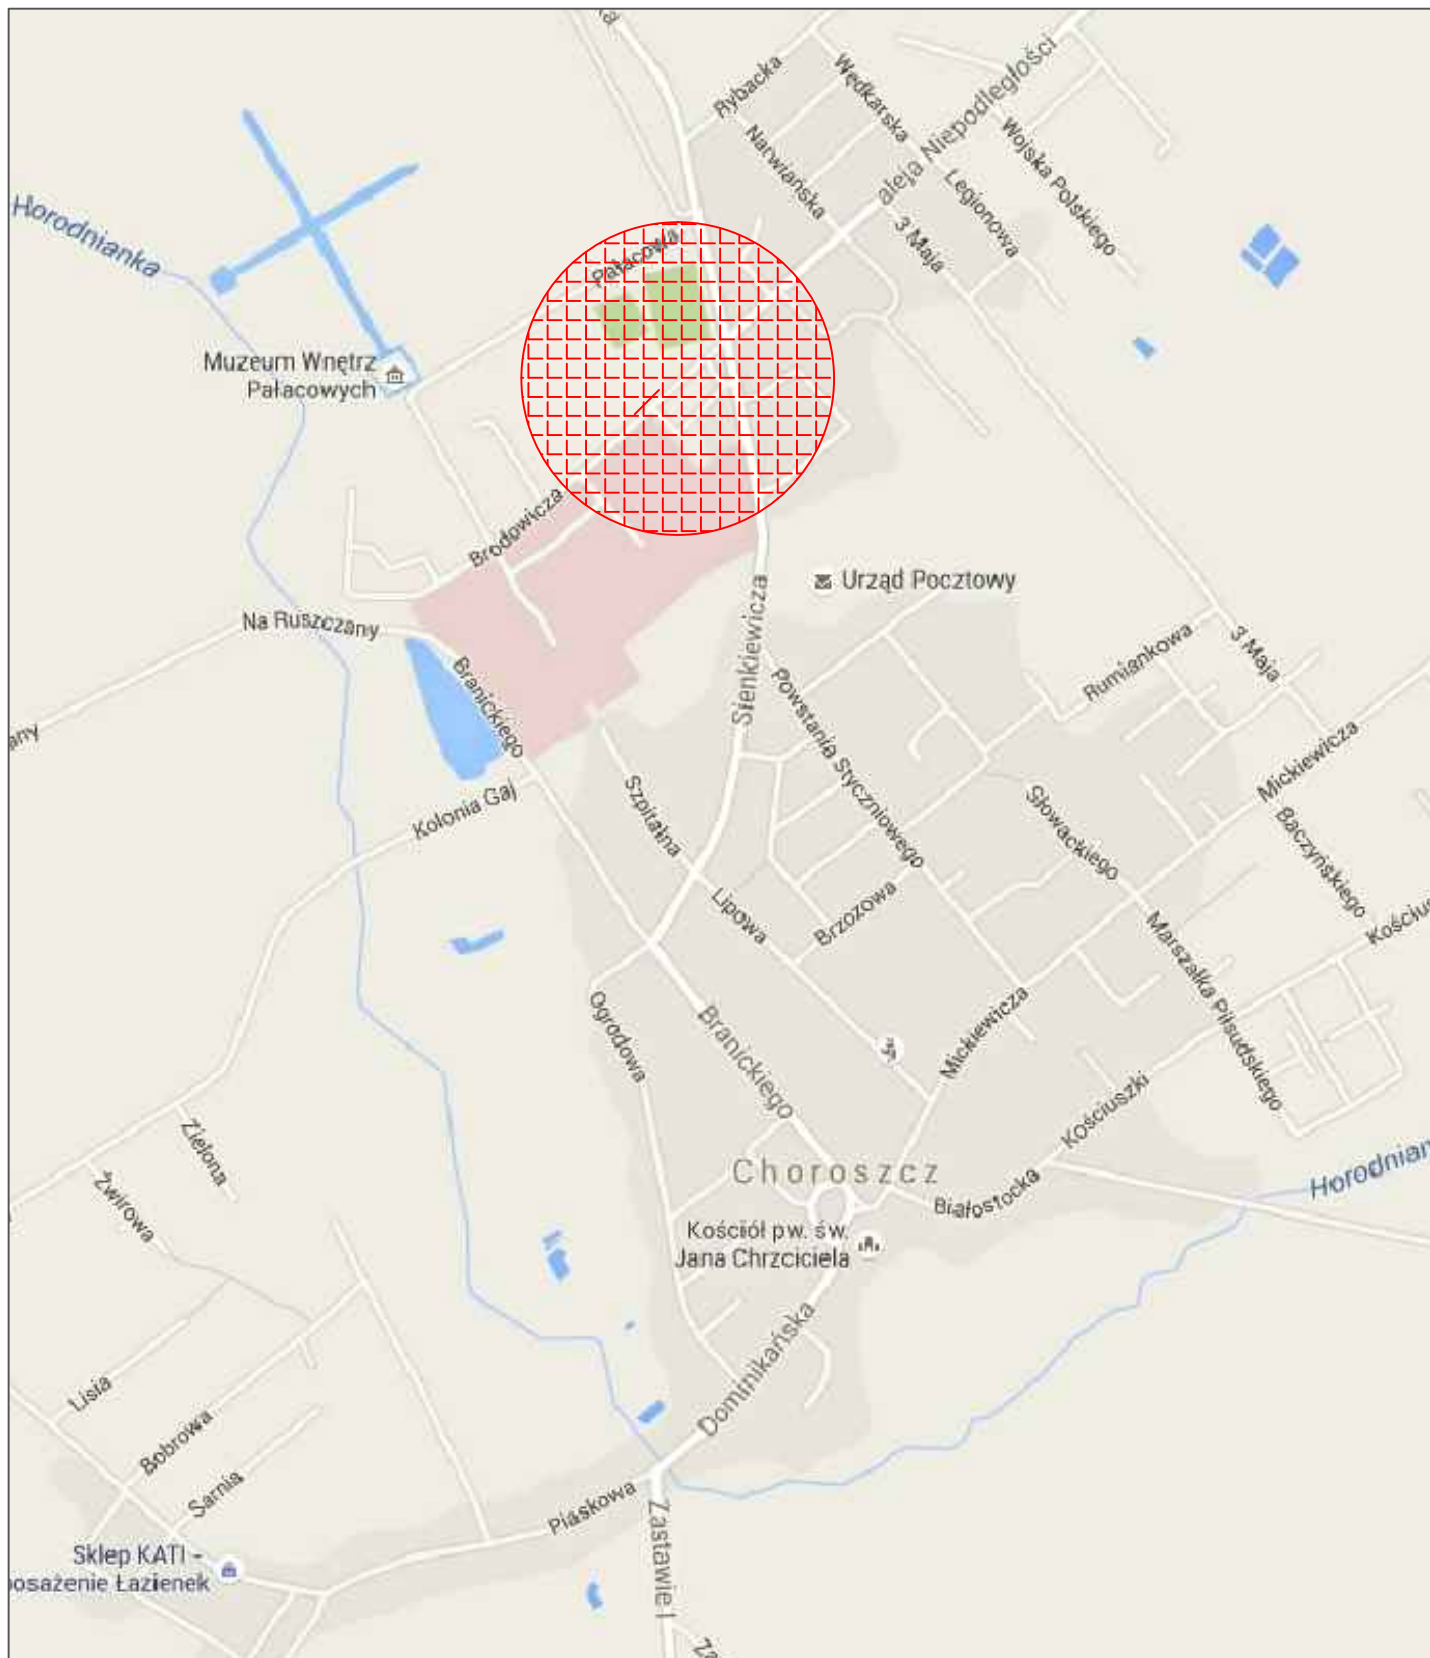 Rybacka
Wędkarska
aleja Niepodległości
Narwiańska
Wojska Polskiego
Legionowa
3 Maja
Horodnianka
Pałacowa
Muzeum Wnętrz
Pałacowych
Brodowicza
Urząd Pocztowy
Na Ruszczany
Sienkiewicza
Rumiankowa
3 Maja
Branickiego
Powstania Styczniowego
Mickiewicza
any
Kolonia Gaj
Szpitalna
Słowackiego
Baczyńskiego
Lipowa
Brzozowa
Kościus
Marszałka Piłsudskiego
Ogrodowa
Branickiego
Mickiewicza
Kościuszki
Zielona
Żwirowa
Choroszcz
Białostocka
Horodnian
Kościół pw. św.
Jana Chrzciciela
Dominikańska
Lisia
Bobrowa
Sarnia
Piaskowa
Zastawie I
Sklep KATI -
posażenie Łazienek